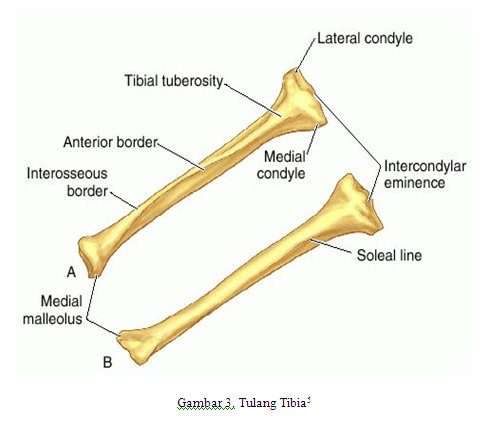 Lateral condyle
Tibial tuberosity
Anterior border
Medial
condyle
Interosseous
border
Intercondylar
eminence
Soleal line
A
Medial
malleolus
B
Gambar 3. Tulang Tibia⁵